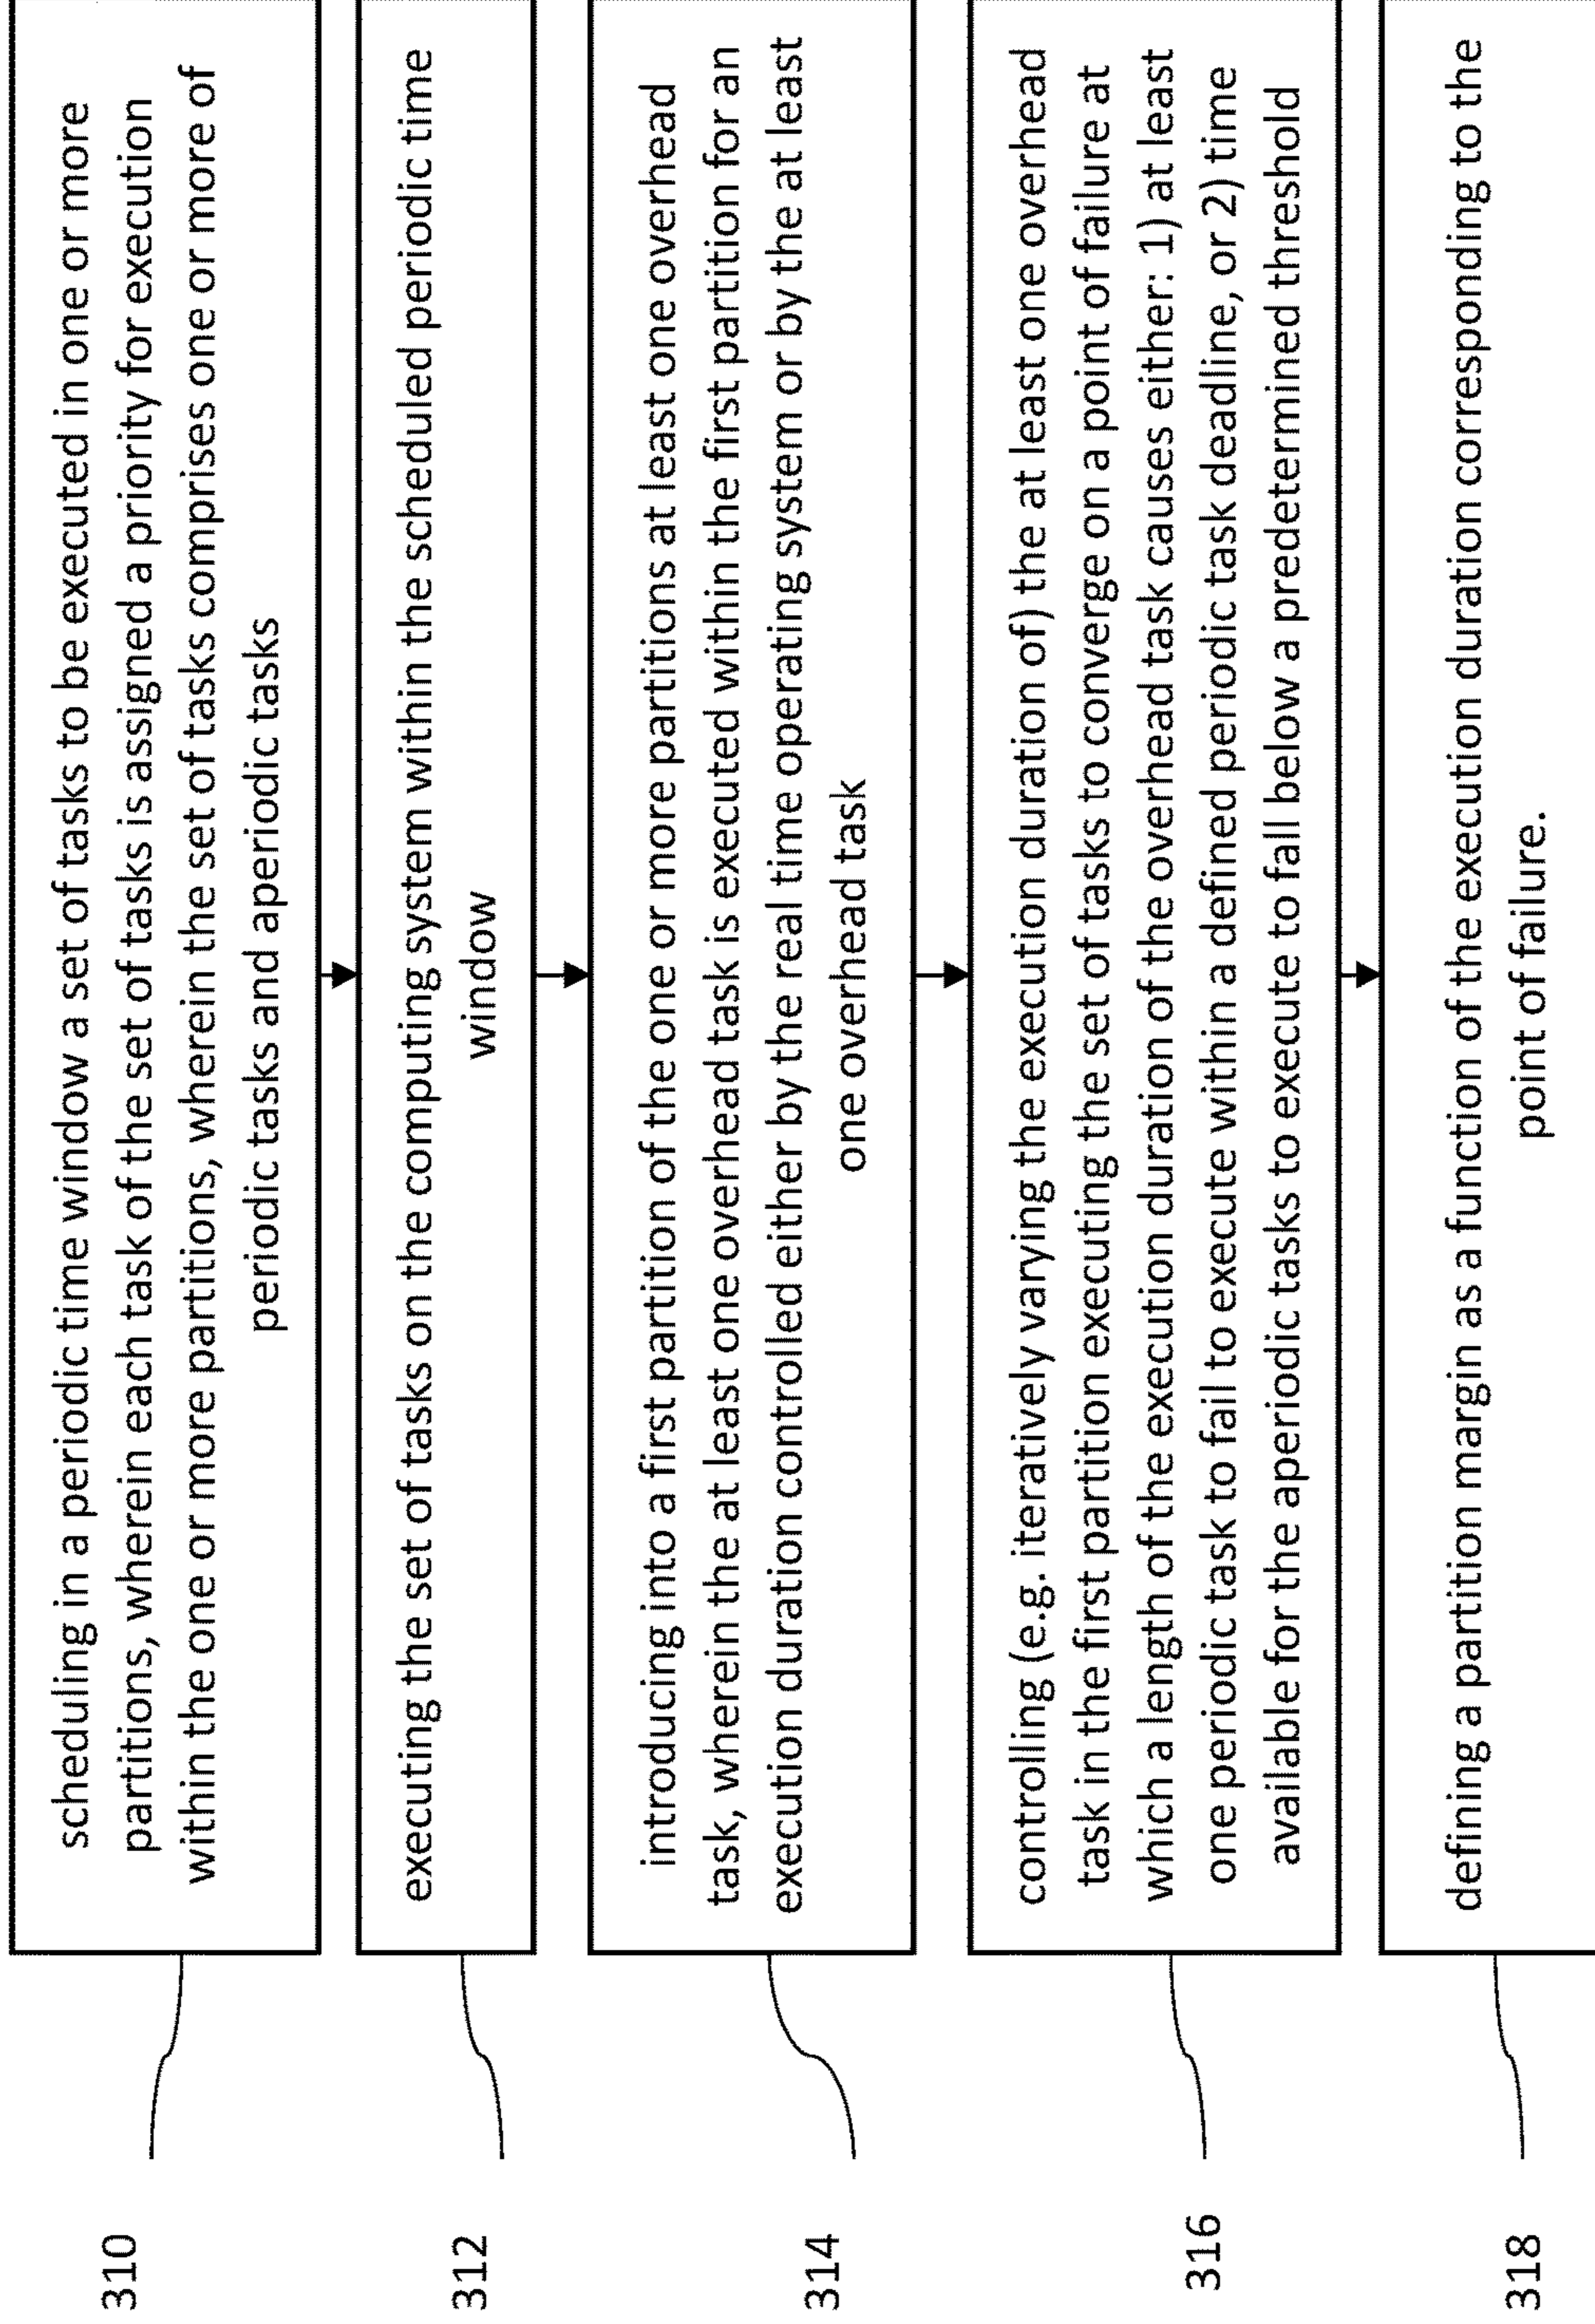 310
scheduling in a periodic time window a set of tasks to be executed in one or more
partitions, wherein each task of the set of tasks is assigned a priority for execution
within the one or more partitions, wherein the set of tasks comprises one or more of
periodic tasks and aperiodic tasks
312
executing the set of tasks on the computing system within the scheduled periodic time
window
314
introducing into a first partition of the one or more partitions at least one overhead
task, wherein the at least one overhead task is executed within the first partition for an
execution duration controlled either by the real time operating system or by the at least
one overhead task
316
controlling (e.g. iteratively varying the execution duration of) the at least one overhead
task in the first partition executing the set of tasks to converge on a point of failure at
which a length of the execution duration of the overhead task causes either: 1) at least
one periodic task to fail to execute within a defined periodic task deadline, or 2) time
available for the aperiodic tasks to execute to fall below a predetermined threshold
318
defining a partition margin as a function of the execution duration corresponding to the
point of failure.